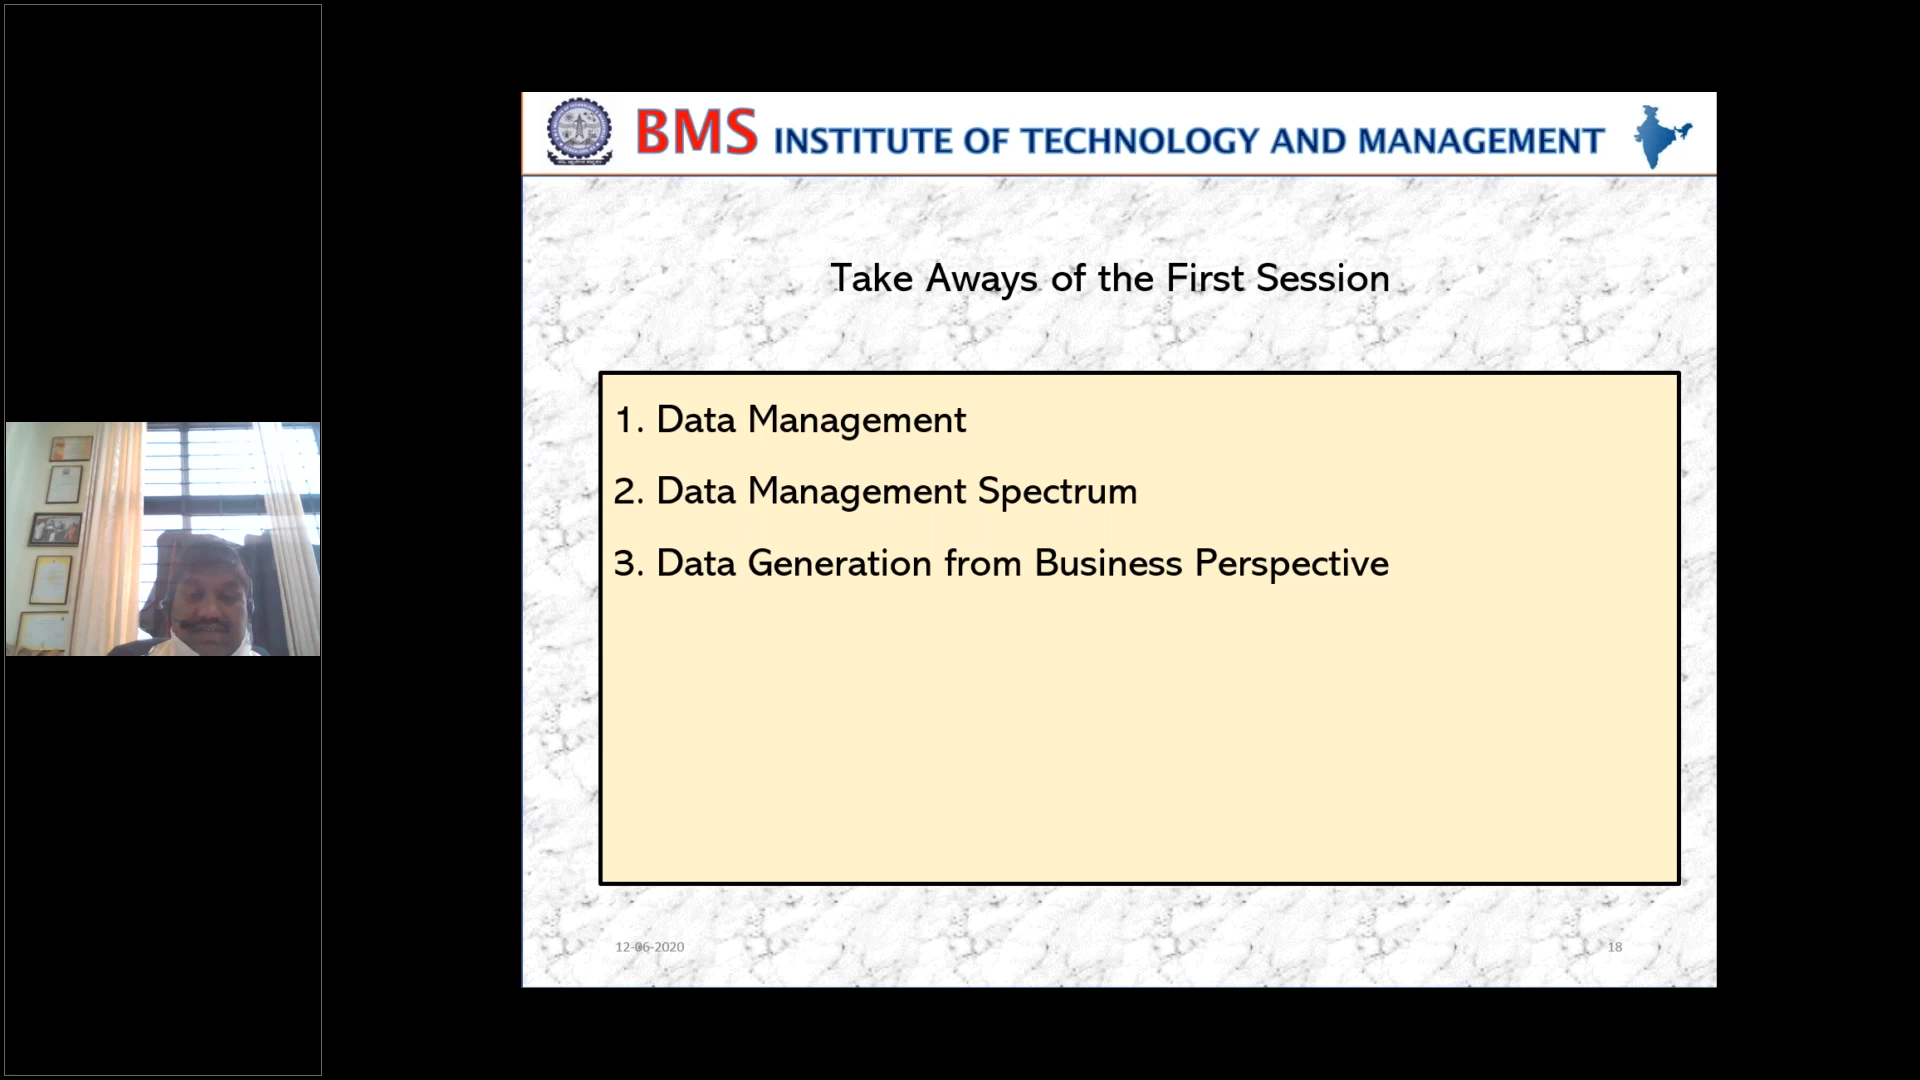 BMS INSTITUTE OF TECHNOLOGY AND MANAGEMENT
Take Aways of the First Session
1. Data Management
2. Data Management Spectrum
3. Data Generation from Business Perspective
12-06-2020
18